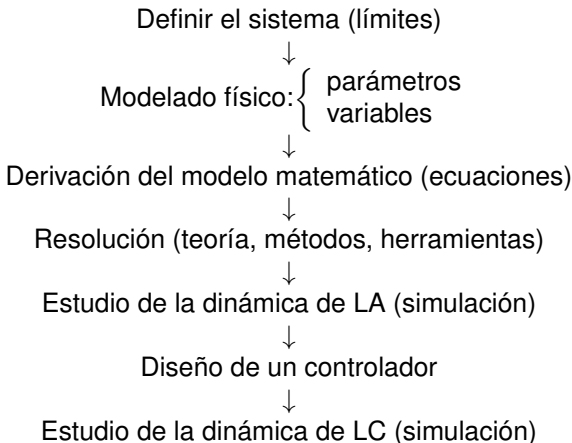 Definir el sistema (límites)
↓
Modelado físico: { parámetros
variables
↓
Derivación del modelo matemático (ecuaciones)
↓
Resolución (teoría, métodos, herramientas)
↓
Estudio de la dinámica de LA (simulación)
↓
Diseño de un controlador
↓
Estudio de la dinámica de LC (simulación)